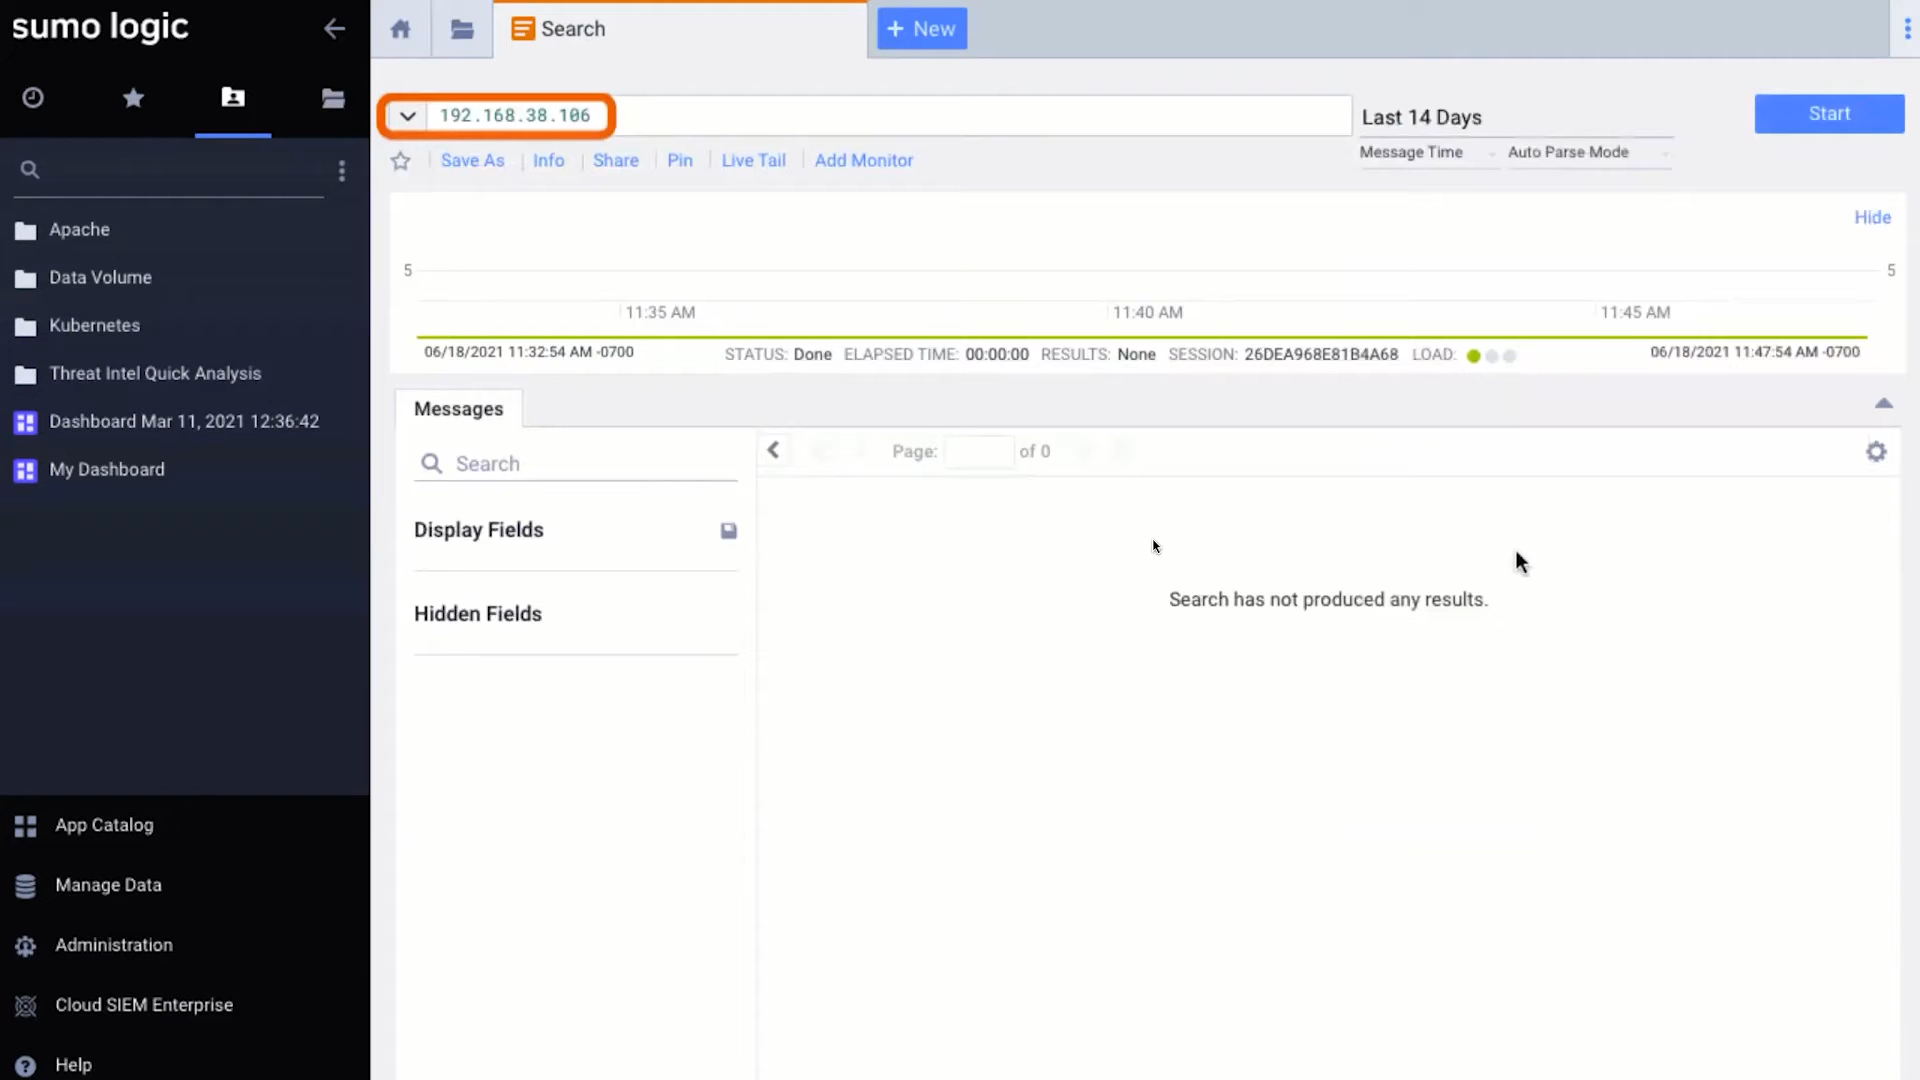 sumo logic
Search
+ New
192.168.38.106
Last 14 Days
Start
Save As
Info
Share
Pin
Live Tail
Add Monitor
Message Time
Auto Parse Mode
Apache
Data Volume
Kubernetes
Threat Intel Quick Analysis
Dashboard Mar 11, 2021 12:36:42
My Dashboard
App Catalog
Manage Data
Administration
Cloud SIEM Enterprise
Help
Hide
5
5
11:35 AM
11:40 AM
11:45 AM
06/18/2021 11:32:54 AM -0700
STATUS: Done ELAPSED TIME: 00:00:00 RESULTS: None SESSION: 26DEA968E81B4A68 LOAD:
06/18/2021 11:47:54 AM -0700
Messages
Search
Page: of 0
Display Fields
Hidden Fields
Search has not produced any results.